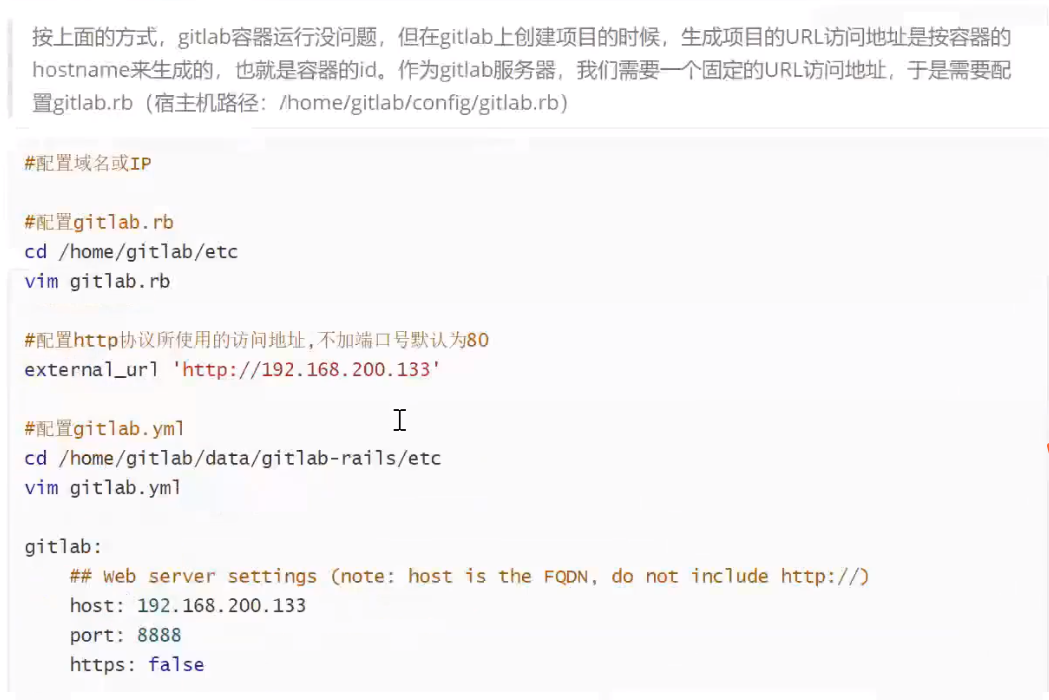 按上面的方式，gitlab容器运行没问题，但在gitlab上创建项目的时候，生成项目的URL访问地址是按容器的
hostname来生成的，也就是容器的id。作为gitlab服务器，我们需要一个固定的URL访问地址，于是需要配
置gitlab.rb（宿主机路径：/home/gitlab/config/gitlab.rb）
#配置域名或IP
#配置gitlab.rb
cd /home/gitlab/etc
vim gitlab.rb
#配置http协议所使用的访问地址,不加端口号默认为80
external_url 'http://192.168.200.133'
#配置gitlab.yml
cd /home/gitlab/data/gitlab-rails/etc
vim gitlab.yml
gitlab:
## Web server settings (note: host is the FQDN, do not include http://)
host: 192.168.200.133
port: 8888
https: false